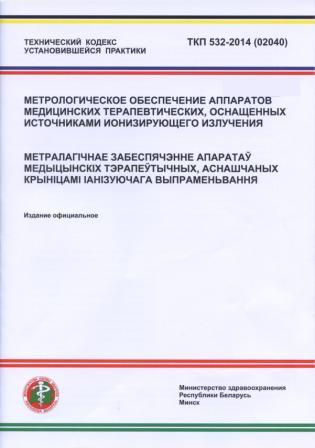 ТЕХНИЧЕСКИЙ КОДЕКС
УСТАНОВИВШЕЙСЯ ПРАКТИКИ
ТКП 532-2014 (02040)
МЕТРОЛОГИЧЕСКОЕ ОБЕСПЕЧЕНИЕ АППАРАТОВ
МЕДИЦИНСКИХ ТЕРАПЕВТИЧЕСКИХ, ОСНАЩЕННЫХ
ИСТОЧНИКАМИ ИОНИЗИРУЮЩЕГО ИЗЛУЧЕНИЯ
МЕТРАЛАГІЧНАЕ ЗАБЕСПЯЧЭННЕ АПАРАТАЎ
МЕДЫЦЫНСКІХ ТЭРАПЕЎТЫЧНЫХ, АСНАШЧАНЫХ
КРЫНІЦАМІ ІАНІЗУЮЧАГА ВЫПРАМЕНЬВАННЯ
Издание официальное
Министерство здравоохранения
Республики Беларусь
Минск